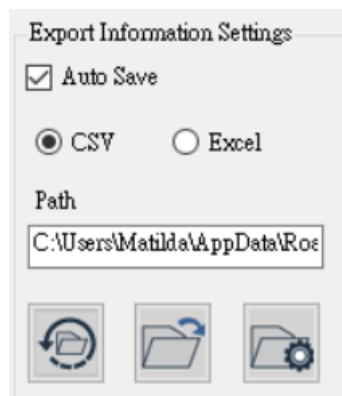 Export Information Settings
Auto Save
CSV Excel
Path
C:\Users\Matilda\AppData\Roa